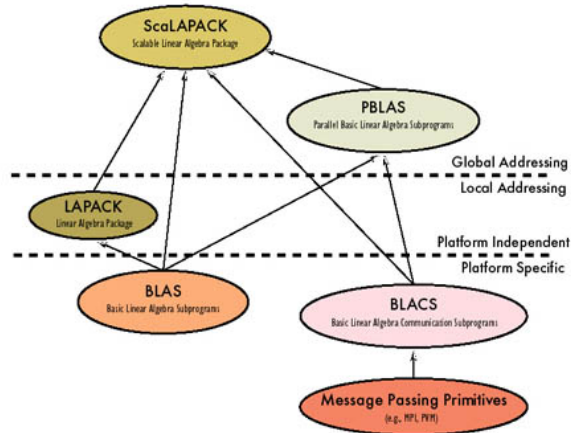 ScaLAPACK
Scalable Linear Algebra Package
PBLAS
Parallel Basic Linear Algebra Subprograms
Global Addressing
Local Addressing
LAPACK
Linear Algebra Package
Platform Independent
Platform Specific
BLAS
Basic Linear Algebra Subprograms
BLACS
Basic Linear Algebra Communication Subprograms
Message Passing Primitives
(e.g., MPI, PVM)